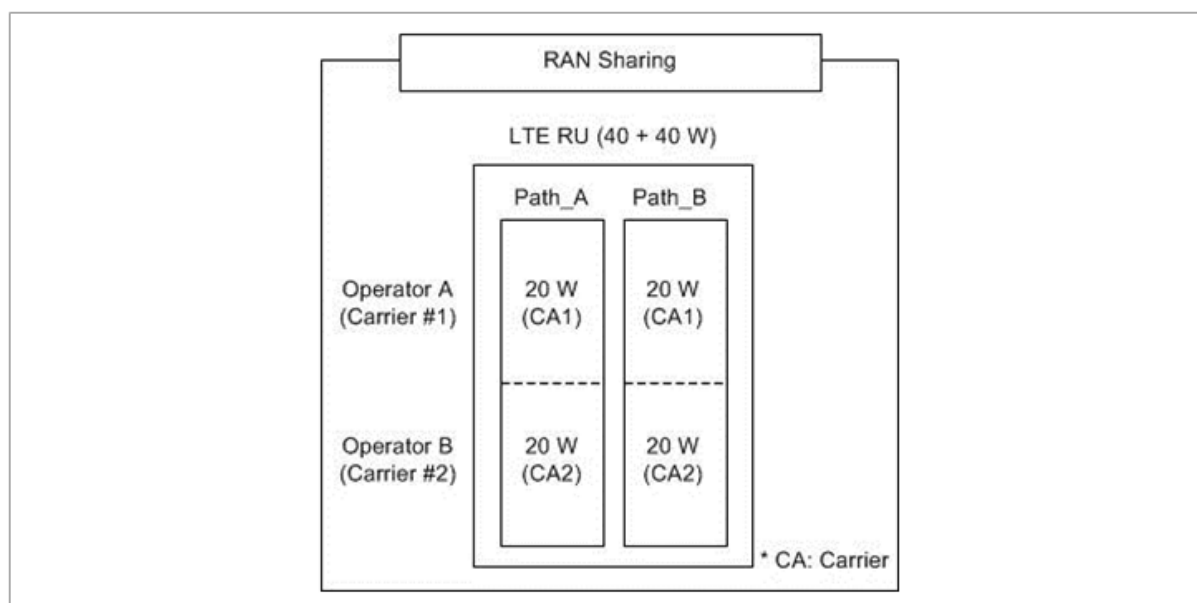 RAN Sharing
LTE RU (40 + 40 W)
Path_A
Path_B
Operator A
(Carrier #1)
20 W
(CA1)
20 W
(CA1)
Operator B
(Carrier #2)
20 W
(CA2)
20 W
(CA2)
* CA: Carrier